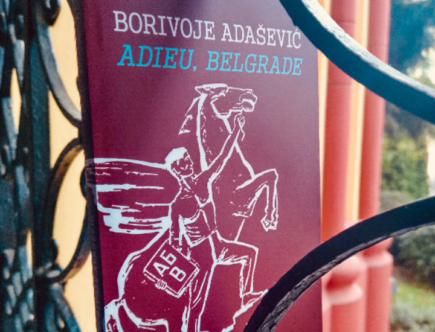 BORIVOJE ADAŠEVIĆ
ADIEU, BELGRADE
АБ
В